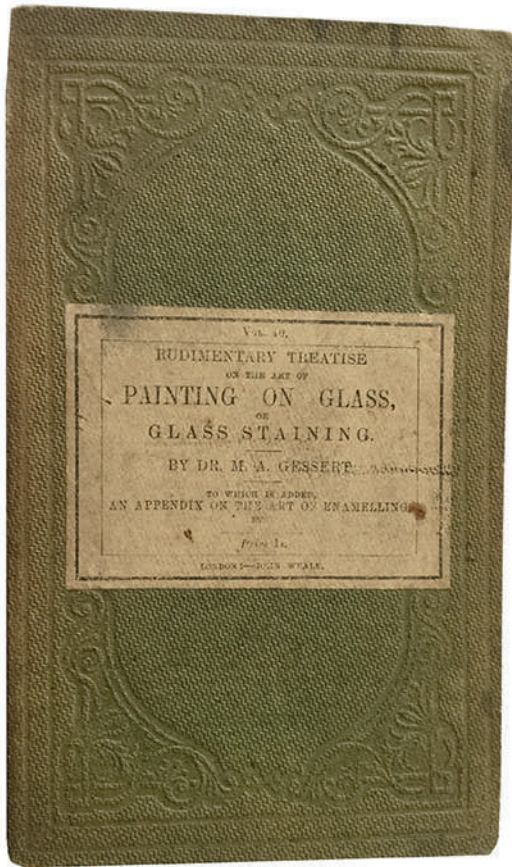 Vol. 40.
RUDIMENTARY TREATISE
ON THE ART OF
PAINTING ON GLASS,
OR
GLASS STAINING.
BY DR. M. A. GESSERT
TO WHICH IS ADDED,
AN APPENDIX ON THE ART OF ENAMELLING
Price 1s.
LONDON:—JOHN WEALE.